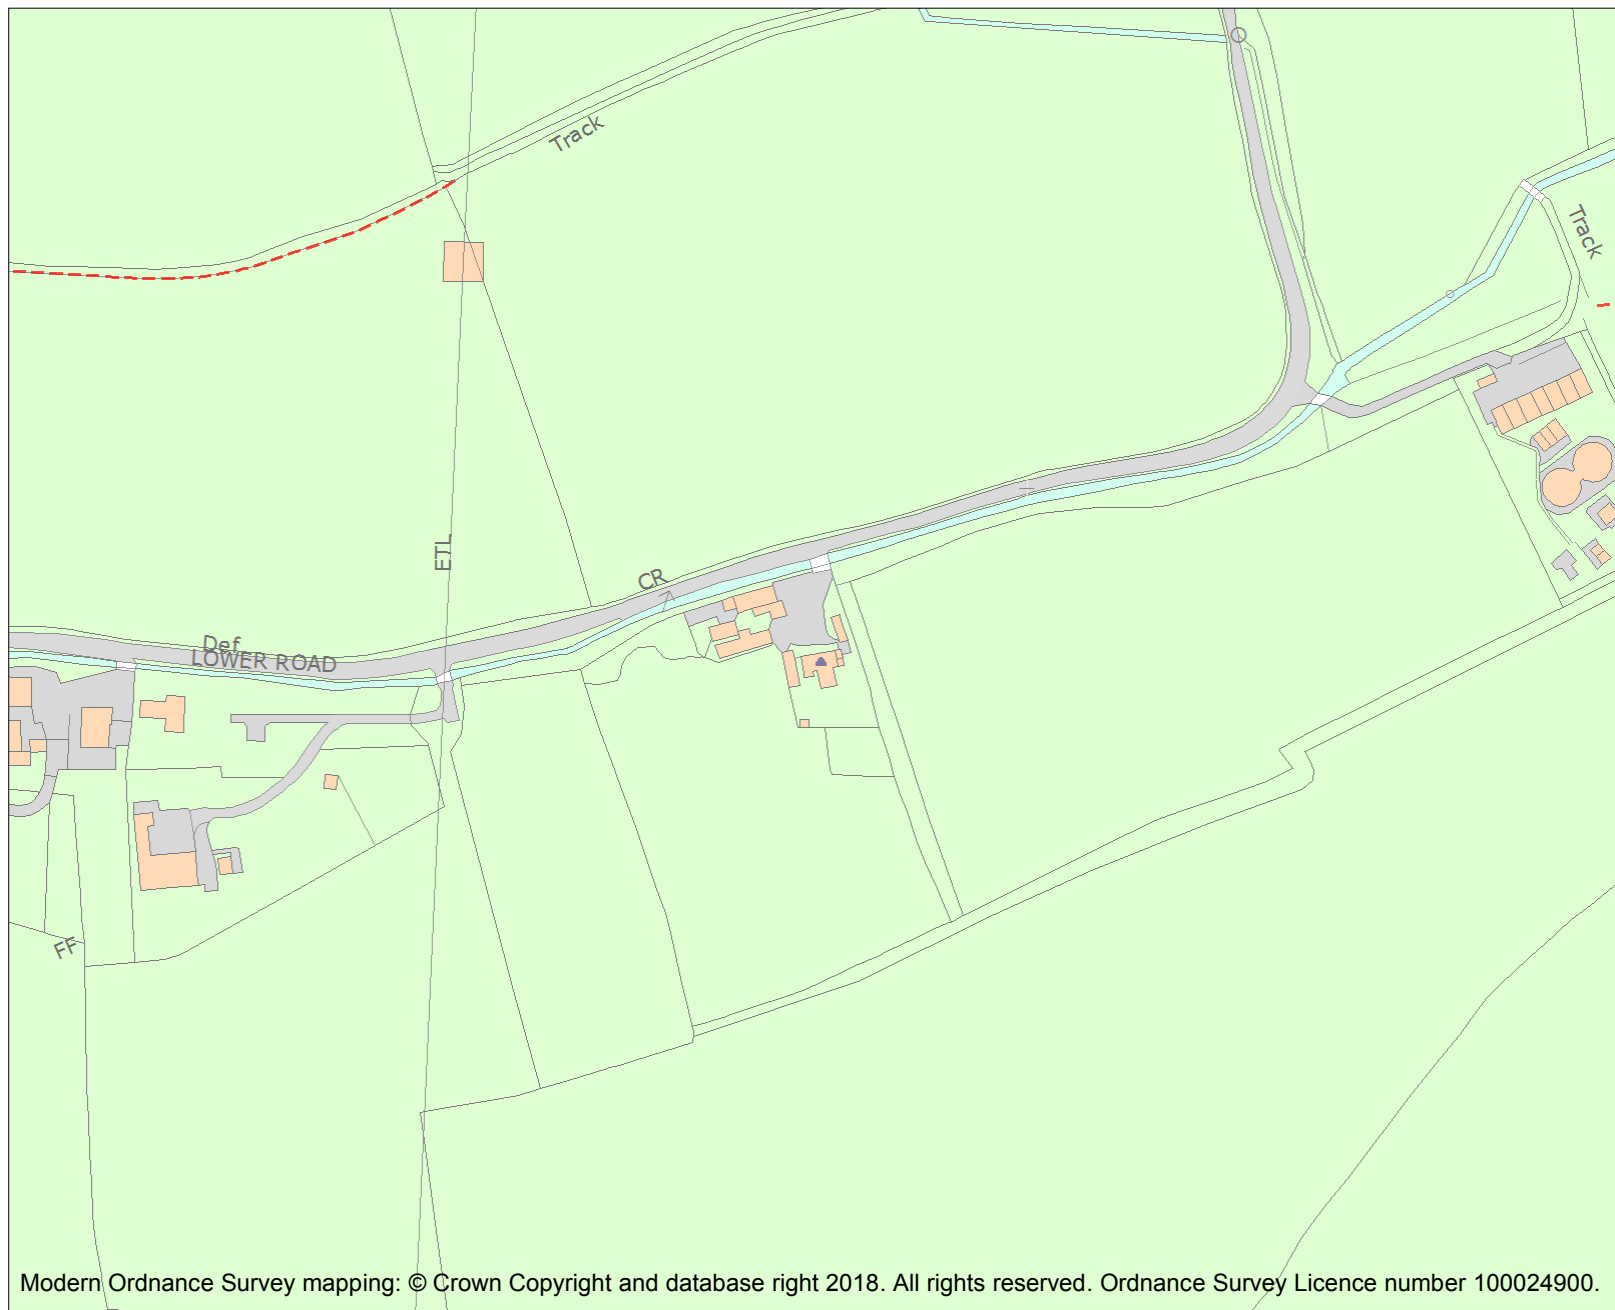 Track
Track
ETL
CR
Def
LOWER ROAD
FF
Modern Ordnance Survey mapping: © Crown Copyright and database right 2018. All rights reserved. Ordnance Survey Licence number 100024900.